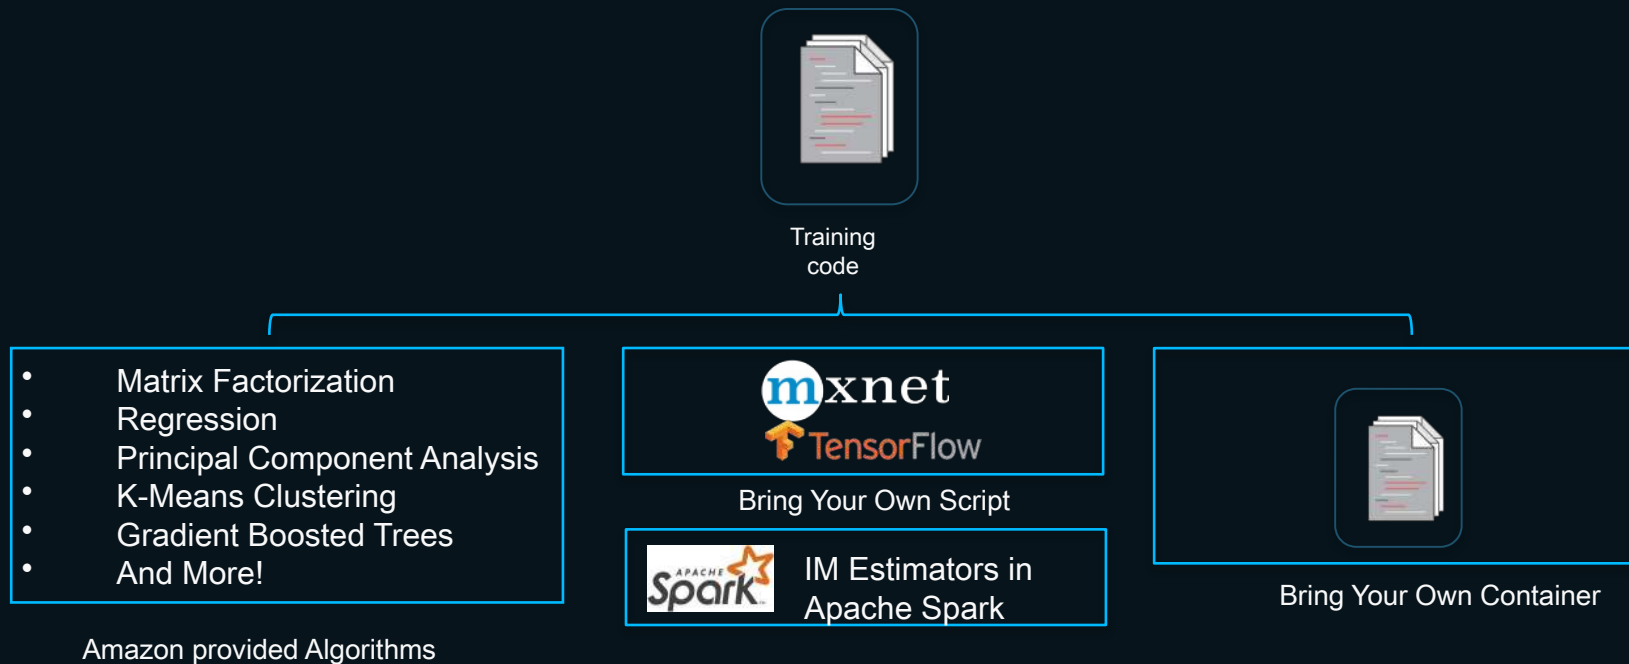 Training
code
• Matrix Factorization
• Regression
• Principal Component Analysis
• K-Means Clustering
• Gradient Boosted Trees
• And More!
Amazon provided Algorithms
mxnet
TensorFlow
Bring Your Own Script
APACHE
Spark
IM Estimators in
Apache Spark
Bring Your Own Container